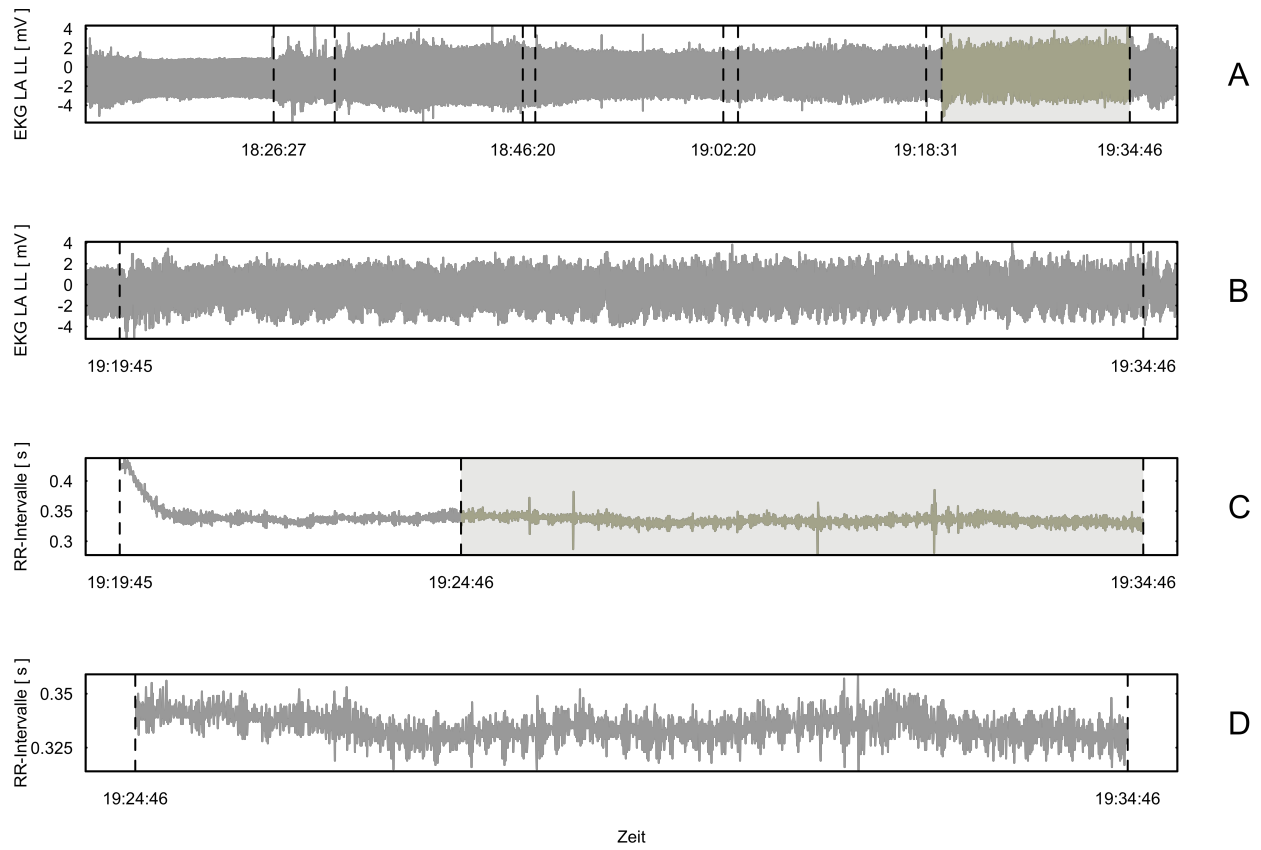 EKG LA LL [ mV ]
4
2
0
-2
-4
A
18:26:27 18:46:20 19:02:20 19:18:31 19:34:46
EKG LA LL [ mV ]
4
2
0
-2
-4
B
19:19:45 19:34:46
RR-Intervalle [ s ]
0.4
0.35
0.3
C
19:19:45 19:24:46 19:34:46
RR-Intervalle [ s ]
0.35
0.325
D
19:24:46 19:34:46
Zeit